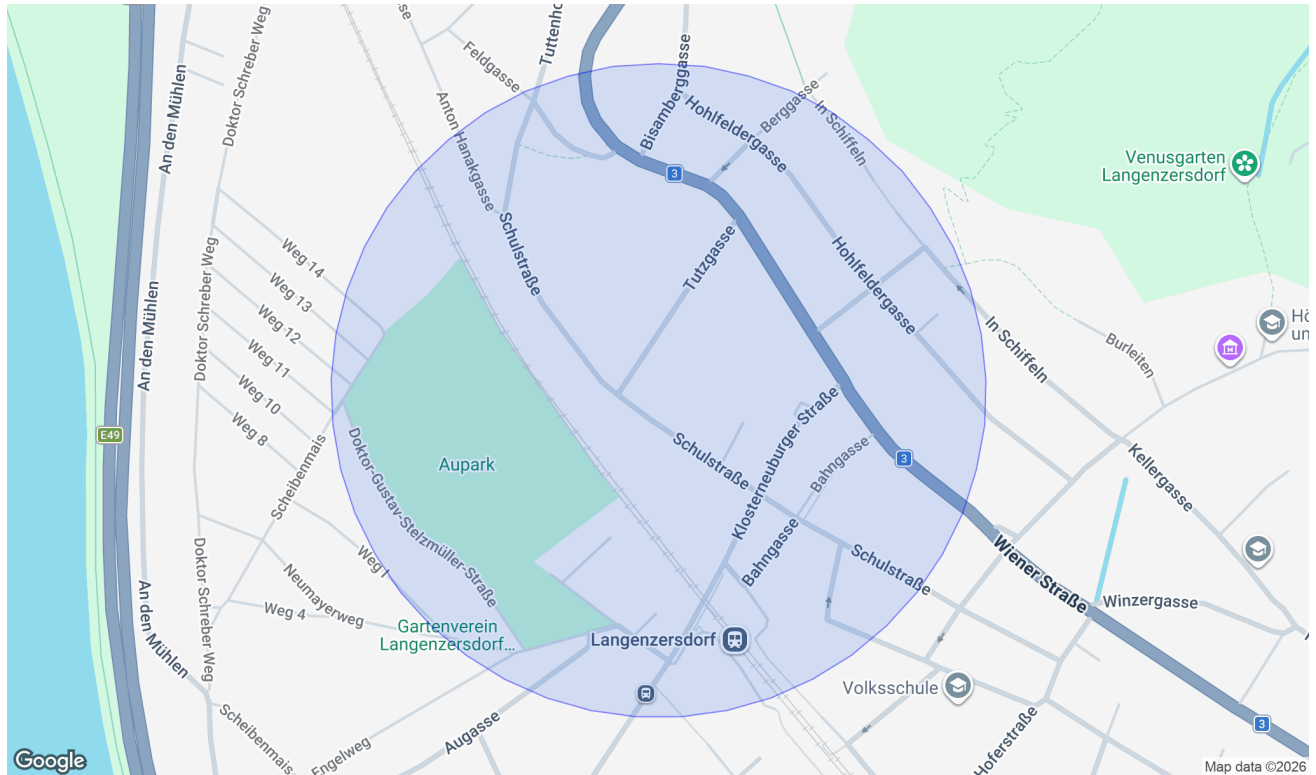 Doktor Schreber Weg
An den Mühlen
Feldgasse
Bisamberggasse
Hohlfeldergasse
Berggasse
In Schiffeln
Anton Hanakgasse
3
Venusgarten
Langenzersdorf
Schulstraße
Tutzgasse
Hohlfeldergasse
Weg 14
Weg 13
Weg 12
Weg 11
Weg 10
Weg 8
Doktor Schreber Weg
An den Mühlen
In Schiffeln
Burleiten
E49
Scheibenmais
Aupark
Doktor-Gustav-Stelzmüller-Straße
Schulstraße
Klosterneuburger Straße
Bahngasse
3
Kellergasse
Doktor Schreber Weg
Weg I
Neumayerweg
Weg 4
Bahngasse
Schulstraße
Wiener Straße
Winzergasse
An den Mühlen
Gartenverein
Langenzersdorf...
Langenzersdorf
Volksschule
Scheibenmais
Engelweg
Augasse
Hoferstraße
3
Google
Map data ©2026